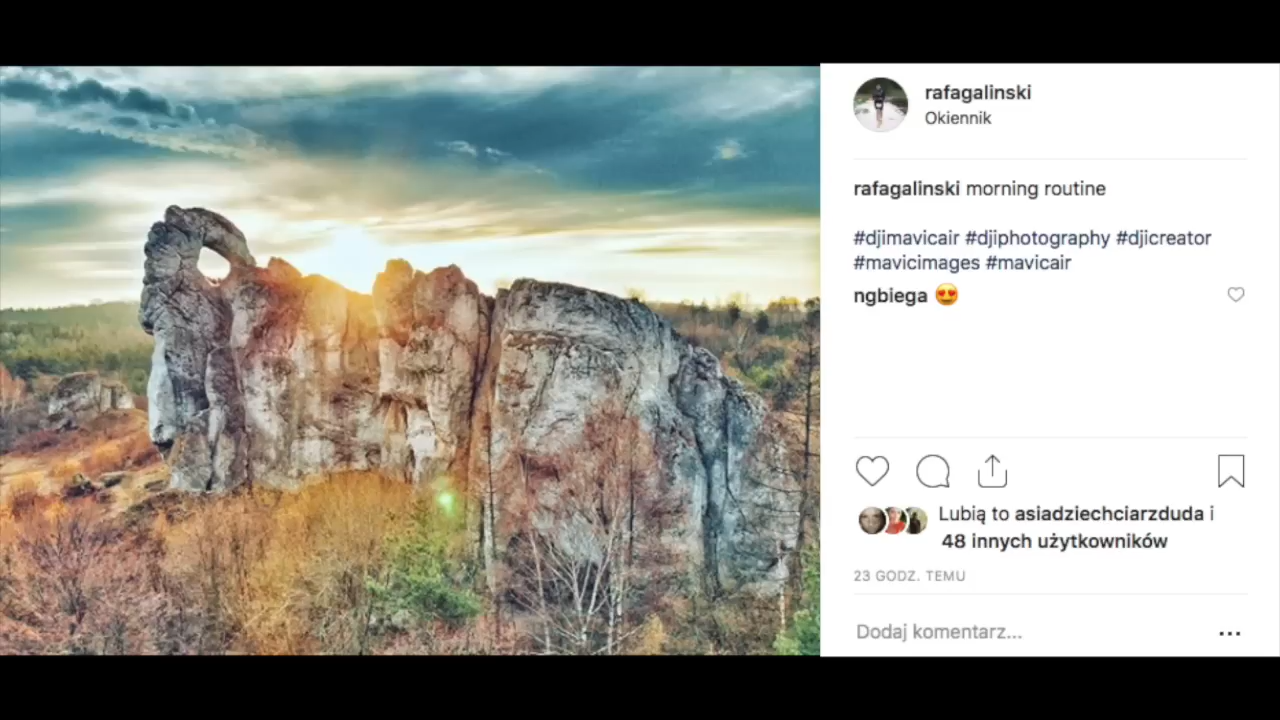 rafagalinski
Okiennik
rafagalinski morning routine
#djimavicair #djiphotography #djicreator
#mavicimages #mavicair
ngbiega 😍
Lubią to asiadziechciarzduda i
48 innych użytkowników
23 GODZ. TEMU
Dodaj komentarz...